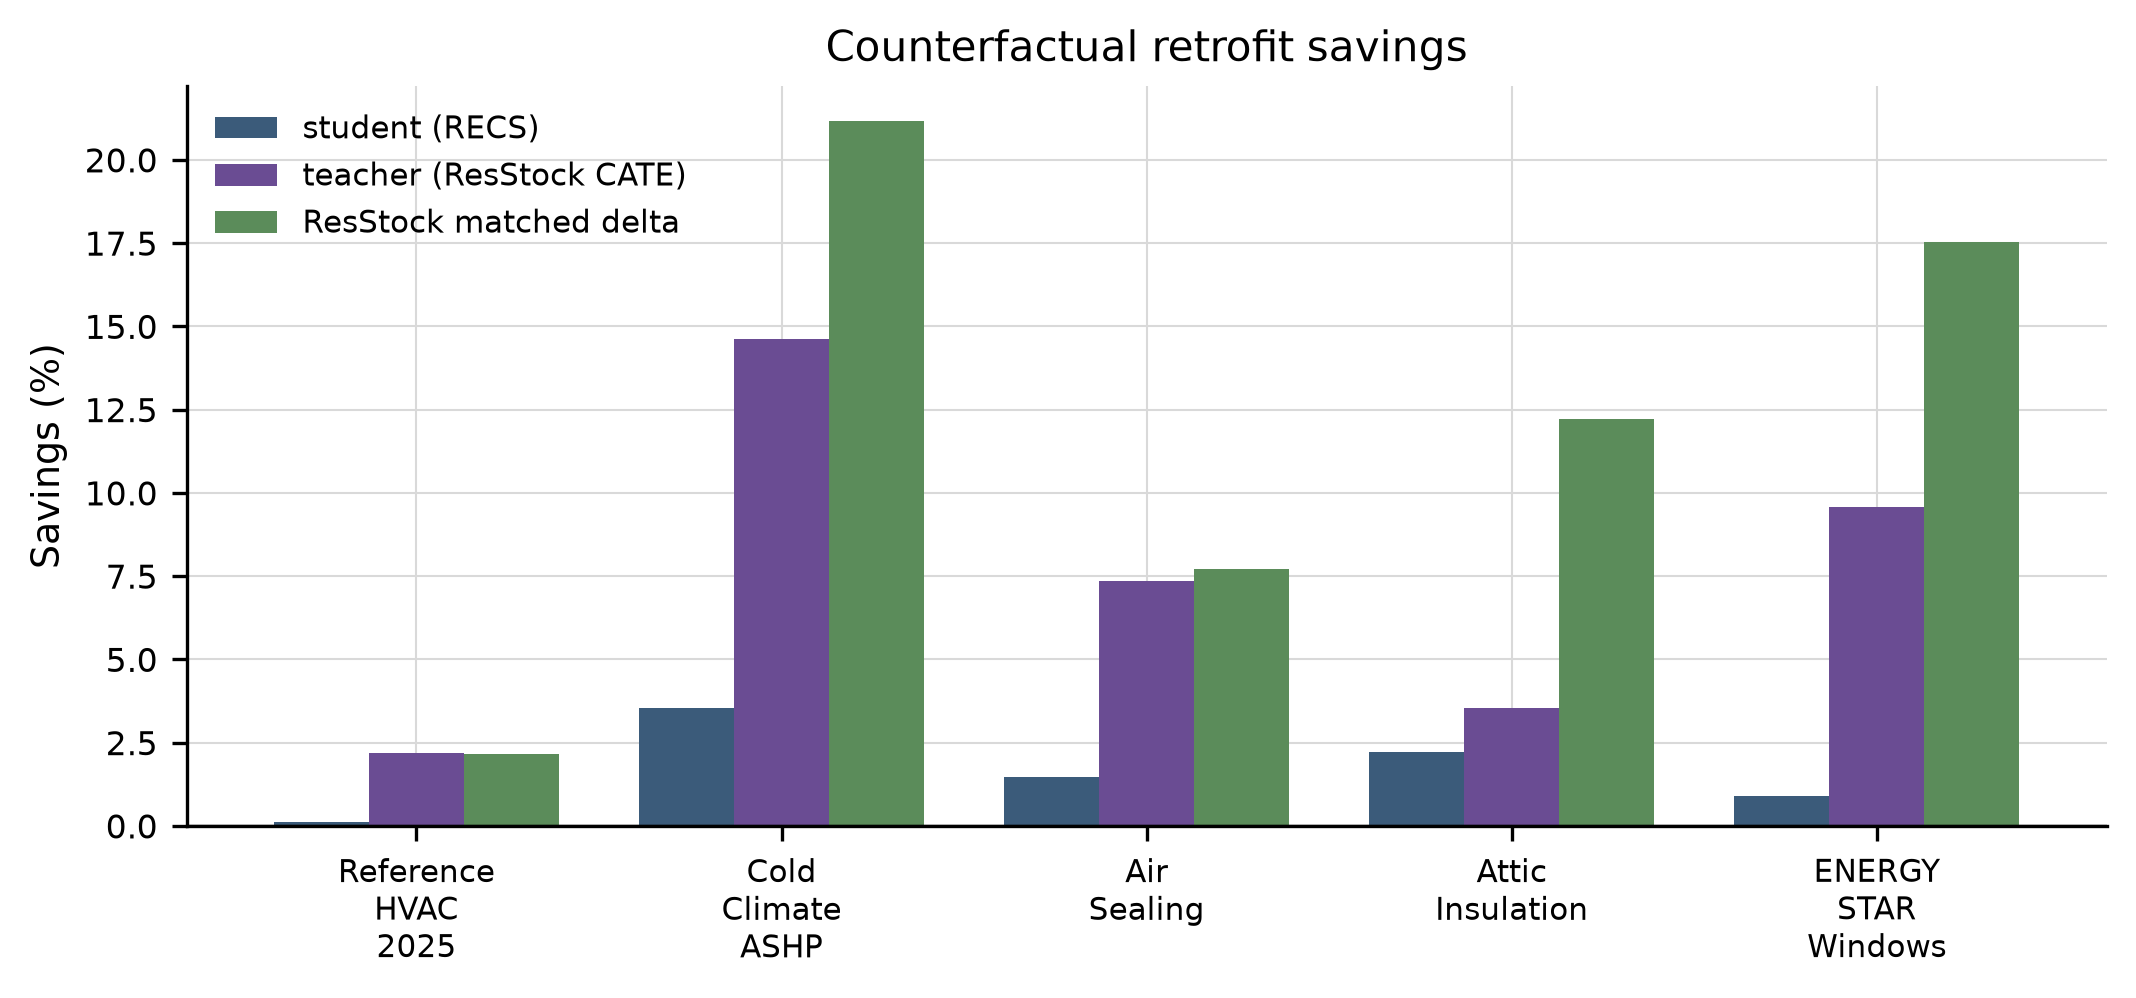 Counterfactual retrofit savings
student (RECS)
teacher (ResStock CATE)
ResStock matched delta
Savings (%)
20.0
17.5
15.0
12.5
10.0
7.5
5.0
2.5
0.0
Reference
HVAC
2025
Cold
Climate
ASHP
Air
Sealing
Attic
Insulation
ENERGY
STAR
Windows